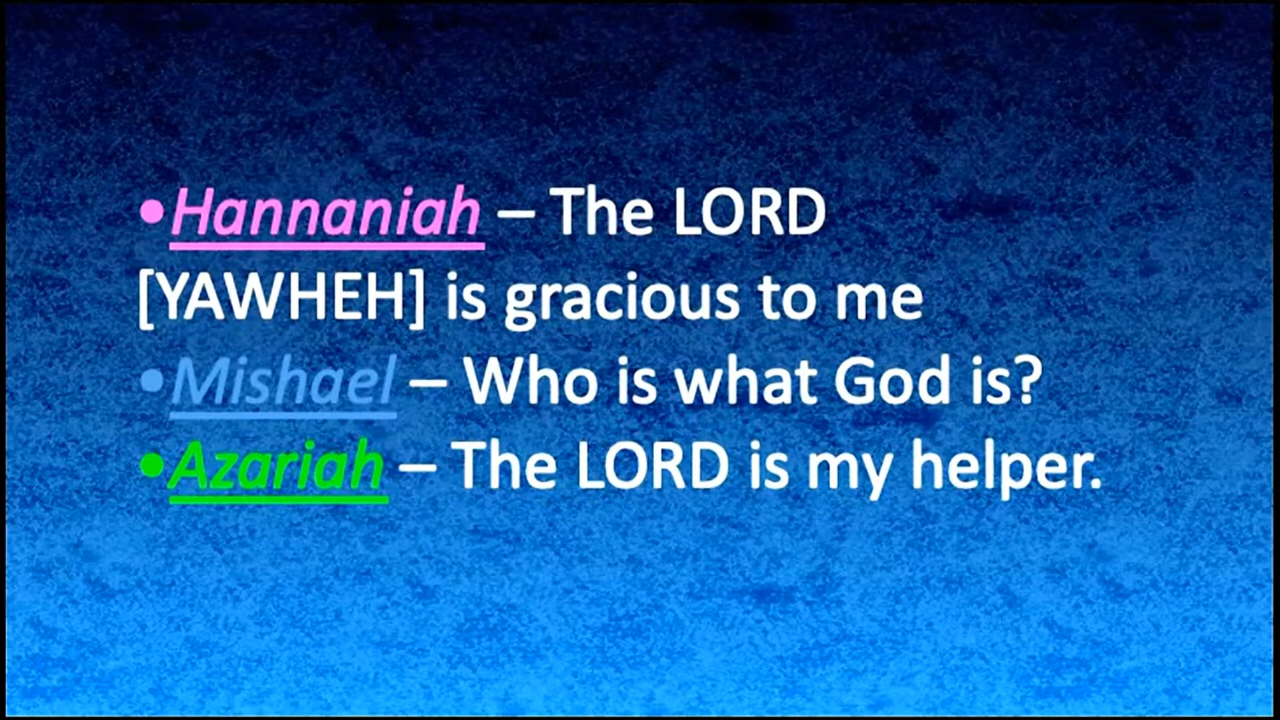 •Hannaniah – The LORD
[YAWHEH] is gracious to me
•Mishael – Who is what God is?
•Azariah – The LORD is my helper.